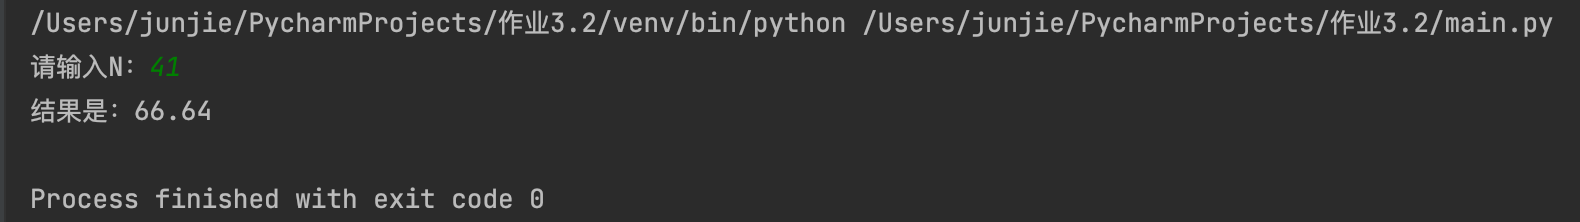 /Users/junjie/PycharmProjects/作业3.2/venv/bin/python /Users/junjie/PycharmProjects/作业3.2/main.py
请输入N：41
结果是：66.64
Process finished with exit code 0